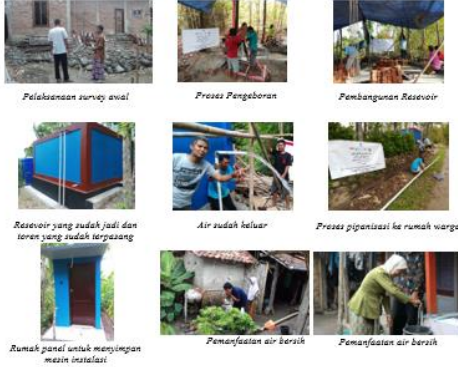 Pelaksanaan survey awal
Proses Pengeboran
Pembangunan Resevoir
Resevoir yang sudah jadi dan
toren yang sudah terpasang
Air sudah keluar
Proses pipanisasi ke rumah warga
Rumah panel untuk menyimpan
mesin instalasi
Pemanfaatan air bersih
Pemanfaatan air bersih